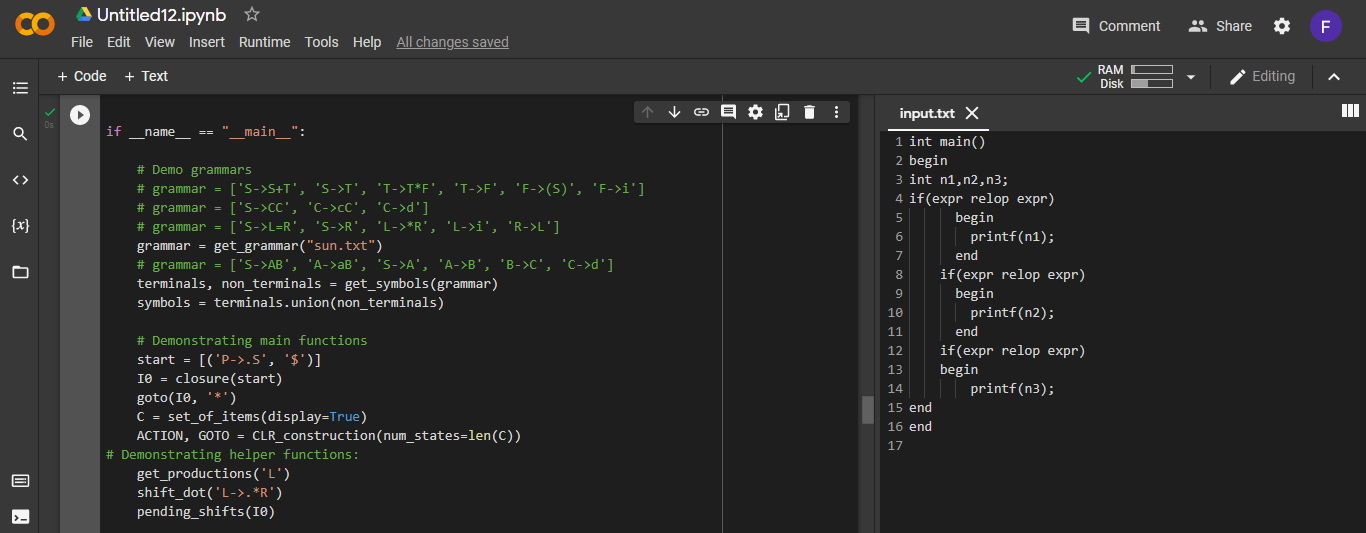 Untitled12.ipynb
File Edit View Insert Runtime Tools Help All changes saved
Comment Share F
+ Code + Text
RAM
Disk
Editing
0s
if __name__ == "__main__":
# Demo grammars
# grammar = ['S->S+T', 'S->T', 'T->T*F', 'T->F', 'F->(S)', 'F->i']
# grammar = ['S->CC', 'C->cC', 'C->d']
# grammar = ['S->L=R', 'S->R', 'L->*R', 'L->i', 'R->L']
grammar = get_grammar("sun.txt")
# grammar = ['S->AB', 'A->aB', 'S->A', 'A->B', 'B->C', 'C->d']
terminals, non_terminals = get_symbols(grammar)
symbols = terminals.union(non_terminals)
# Demonstrating main functions
start = [('P->.S', '$')]
I0 = closure(start)
goto(I0, '*')
C = set_of_items(display=True)
ACTION, GOTO = CLR_construction(num_states=len(C))
# Demonstrating helper functions:
get_productions('L')
shift_dot('L->.*R')
pending_shifts(I0)
input.txt
1 int main()
2 begin
3 int n1,n2,n3;
4 if(expr relop expr)
5 begin
6 printf(n1);
7 end
8 if(expr relop expr)
9 begin
10 printf(n2);
11 end
12 if(expr relop expr)
13 begin
14 printf(n3);
15 end
16 end
17